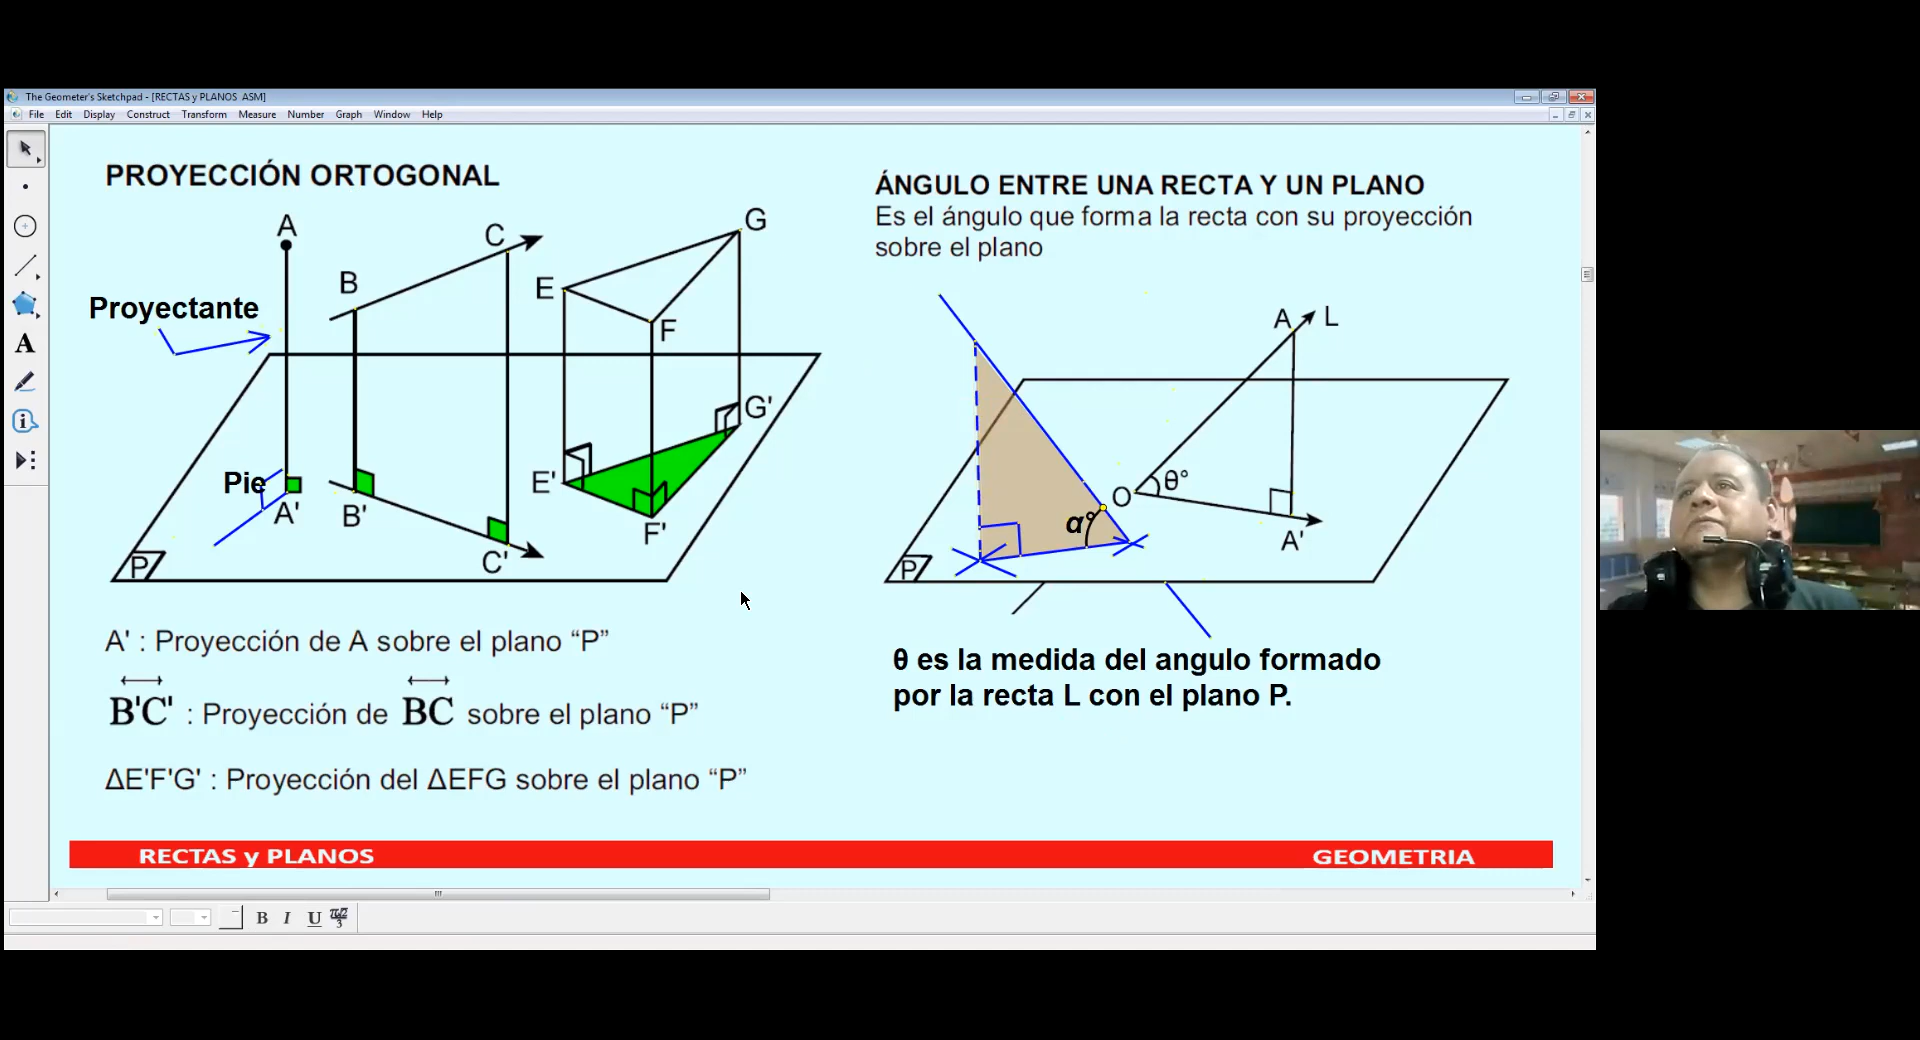 The Geometer's Sketchpad - [RECTAS y PLANOS ASM]
File Edit Display Construct Transform Measure Number Graph Window Help
PROYECCIÓN ORTOGONAL
A
B
C
E
F
G
Proyectante
Pie
A'
B'
C'
E'
F'
G'
P
A' : Proyección de A sobre el plano “P”
B'C' : Proyección de BC sobre el plano “P”
ΔE'F'G' : Proyección del ΔEFG sobre el plano “P”
ÁNGULO ENTRE UNA RECTA Y UN PLANO
Es el ángulo que forma la recta con su proyección
sobre el plano
A L
O θ°
α°
A'
P
θ es la medida del angulo formado
por la recta L con el plano P.
RECTAS y PLANOS GEOMETRIA
B I U